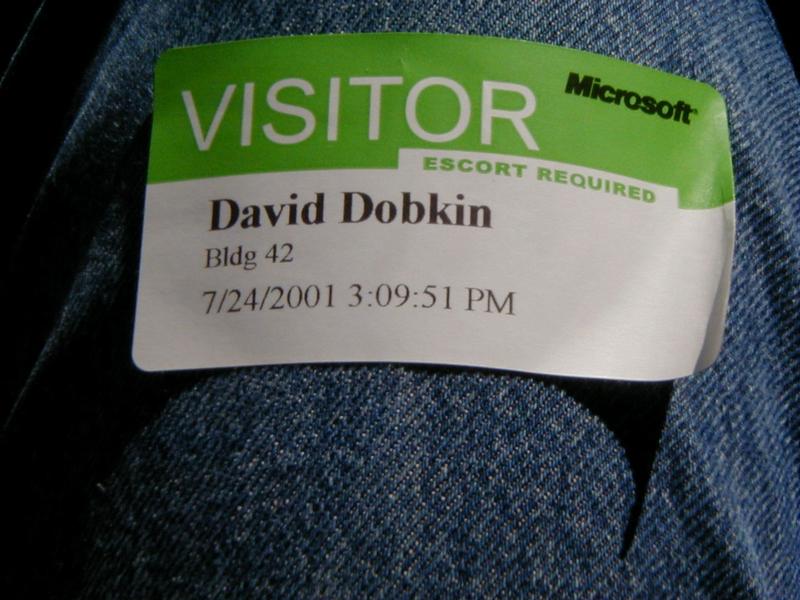 VISITOR
Microsoft
ESCORT REQUIRED
David Dobkin
Bldg 42
7/24/2001 3:09:51 PM